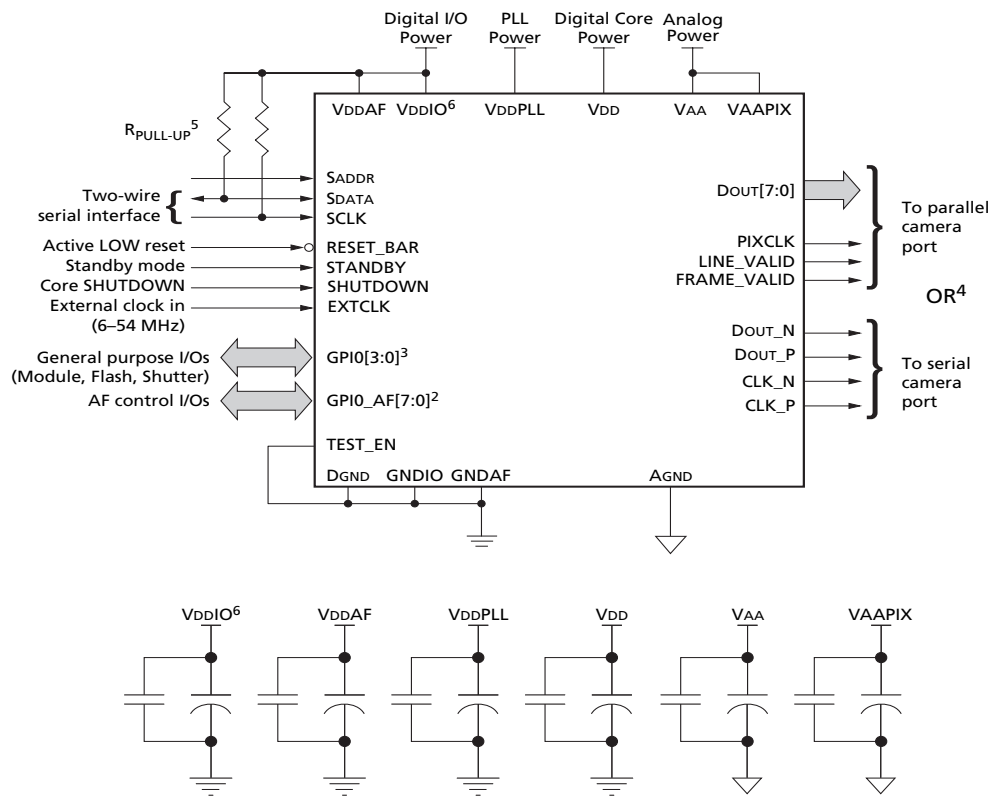 Digital I/O
Power
PLL
Power
Digital Core
Power
Analog
Power
VDDAF
VDDIO6
VDDPLL
VDD
VAA
VAAPIX
RPULL-UP5
SADDR
Two-wire
serial interface
{
SDATA
SCLK
Active LOW reset
RESET_BAR
Standby mode
STANDBY
Core SHUTDOWN
SHUTDOWN
External clock in
(6–54 MHz)
EXTCLK
General purpose I/Os
(Module, Flash, Shutter)
GPI0[3:0]3
AF control I/Os
GPI0_AF[7:0]2
TEST_EN
DGND
GNDIO
GNDAF
AGND
DOUT[7:0]
PIXCLK
LINE_VALID
FRAME_VALID
}
To parallel
camera
port
OR4
DOUT_N
DOUT_P
CLK_N
CLK_P
}
To serial
camera
port
VDDIO6
VDDAF
VDDPLL
VDD
VAA
VAAPIX